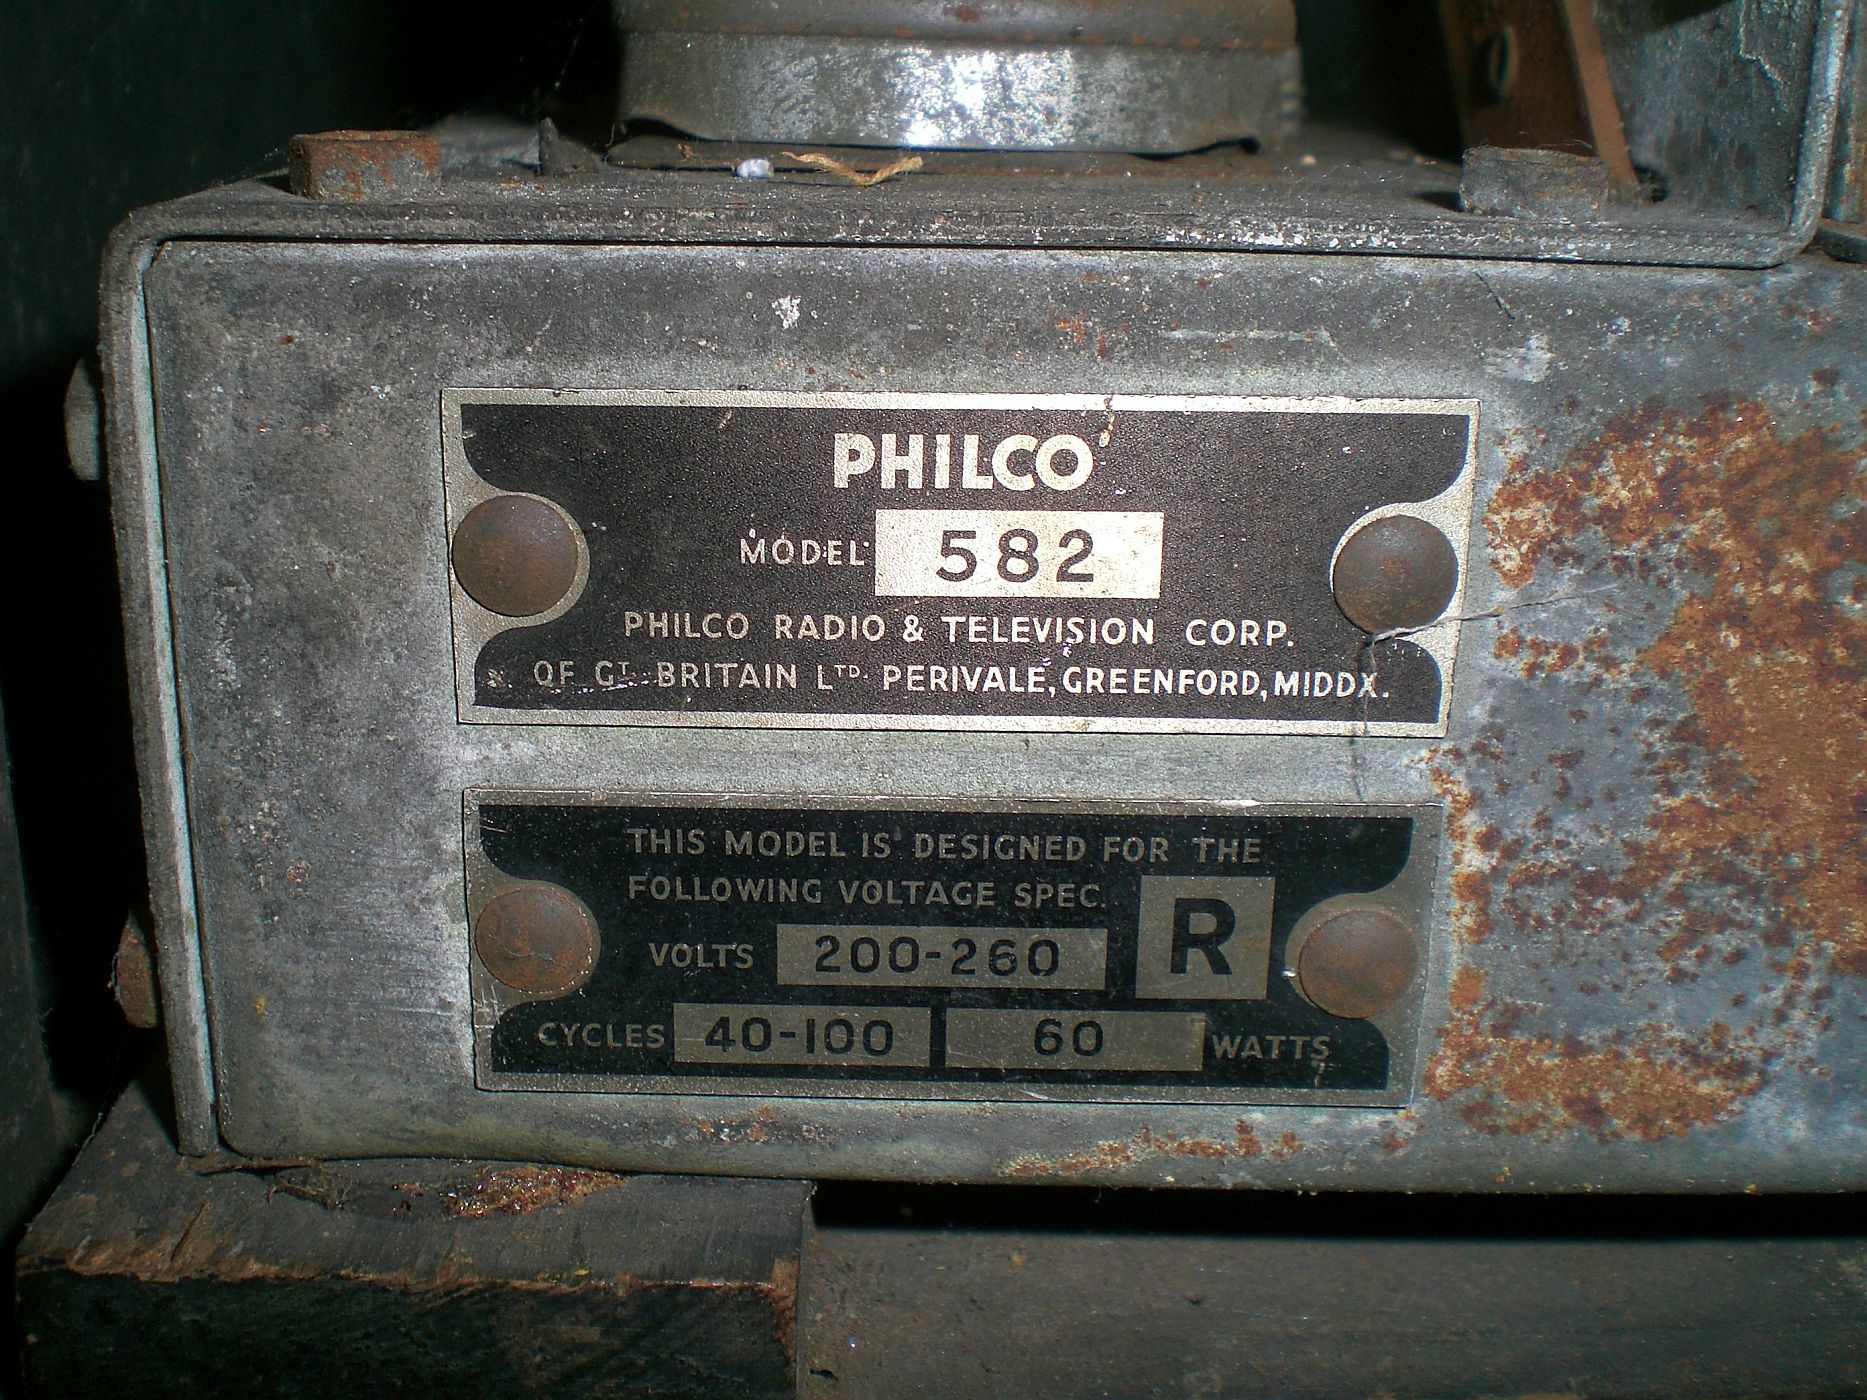 PHILCO
MODEL 582
PHILCO RADIO & TELEVISION CORP.
OF GT. BRITAIN LTD. PERIVALE, GREENFORD, MIDDX.
THIS MODEL IS DESIGNED FOR THE
FOLLOWING VOLTAGE SPEC. R
VOLTS 200-260
CYCLES 40-100 60 WATTS